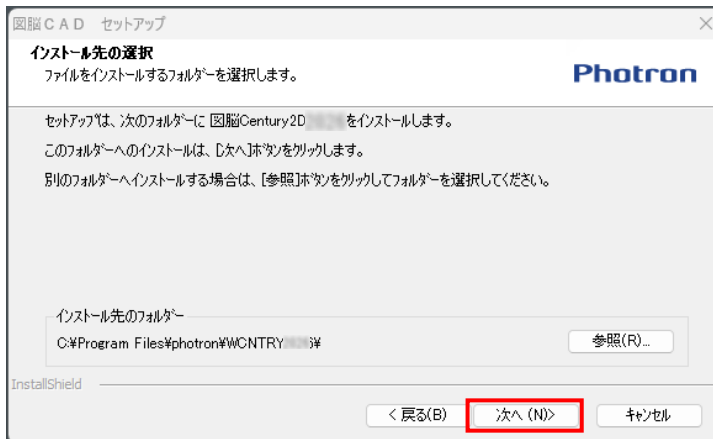 図脳CAD セットアップ
インストール先の選択
ファイルをインストールするフォルダーを選択します。
Photron
セットアップは、次のフォルダーに 図脳Century2D をインストールします。
このフォルダーへのインストールは、[次へ]ボタンをクリックします。
別のフォルダーへインストールする場合は、[参照]ボタンをクリックしてフォルダーを選択してください。
インストール先のフォルダー
C:¥Program Files¥photron¥WCNTRY ¥
参照(R)...
InstallShield
< 戻る(B)
次へ (N)>
キャンセル